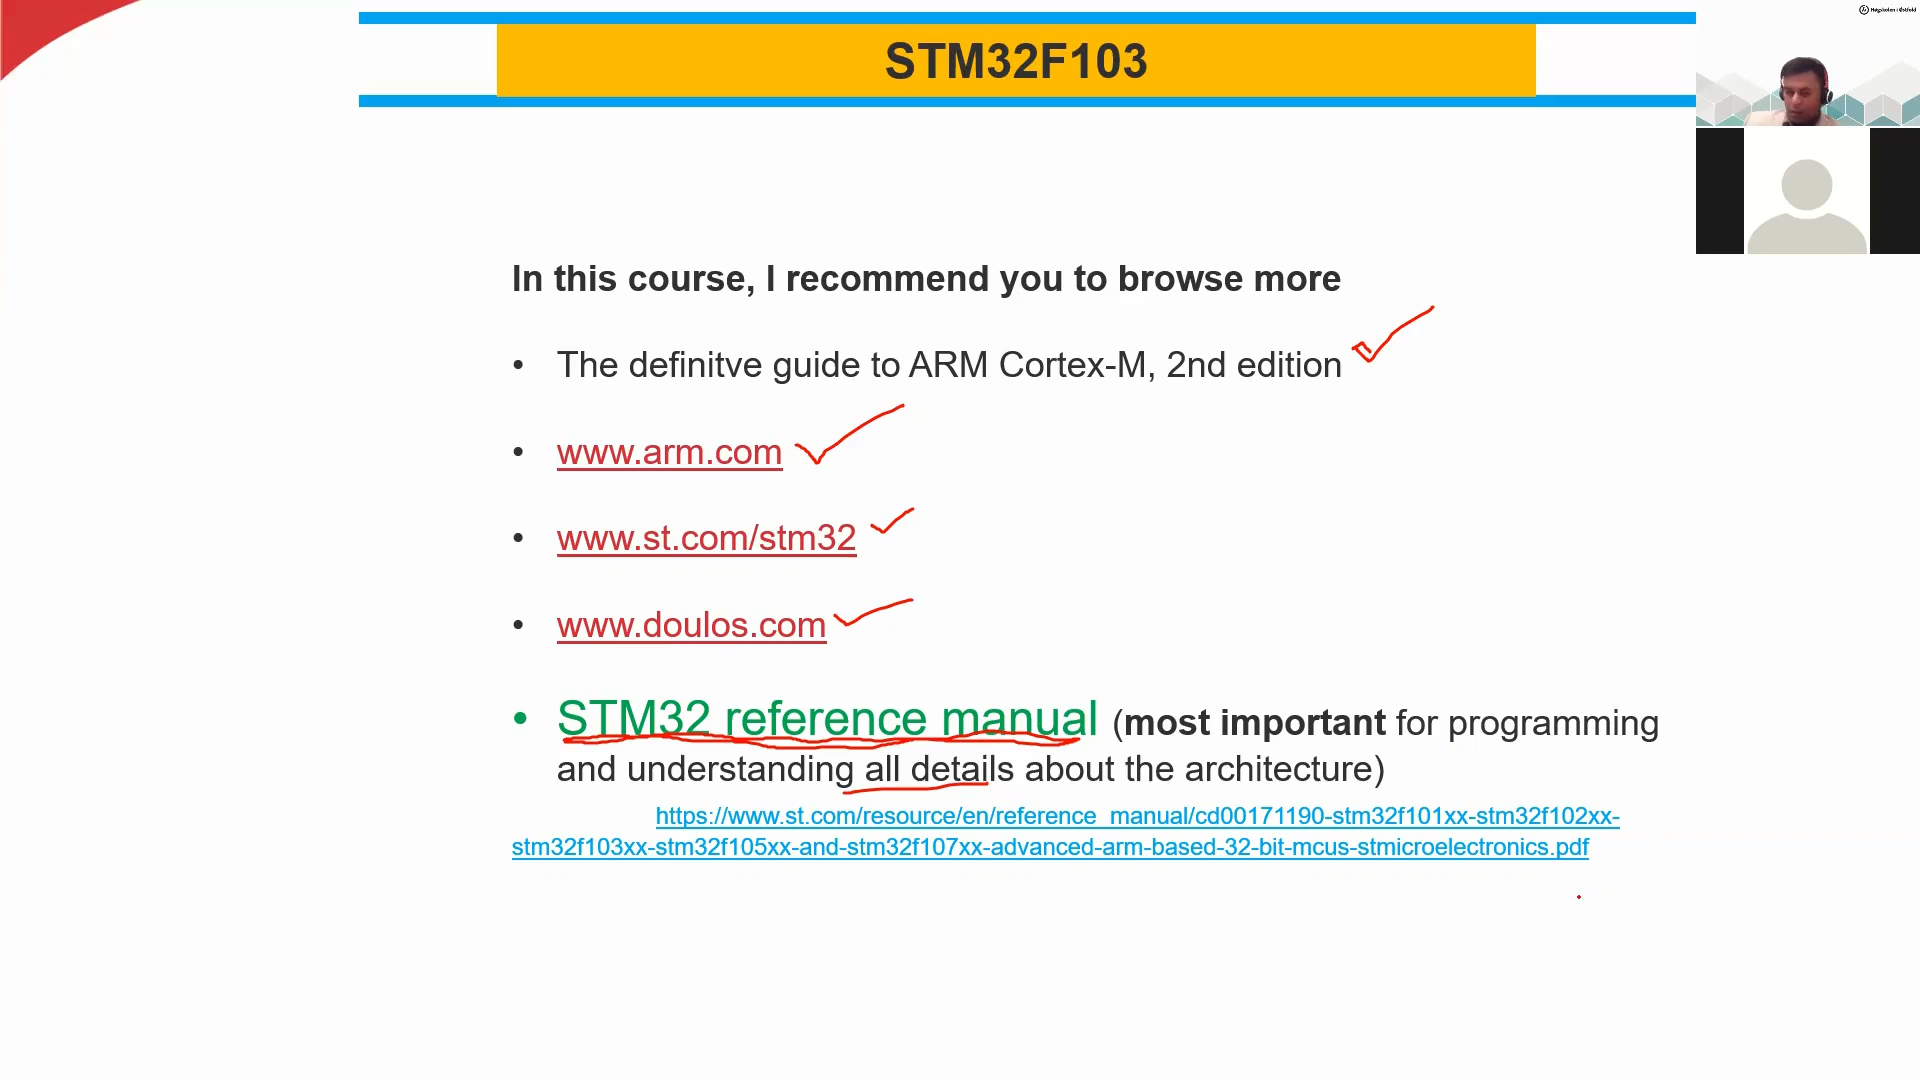 STM32F103
Høgskolen i Østfold
In this course, I recommend you to browse more
• The definitve guide to ARM Cortex-M, 2nd edition
• www.arm.com
• www.st.com/stm32
• www.doulos.com
• STM32 reference manual (most important for programming
and understanding all details about the architecture)
https://www.st.com/resource/en/reference_manual/cd00171190-stm32f101xx-stm32f102xx-
stm32f103xx-stm32f105xx-and-stm32f107xx-advanced-arm-based-32-bit-mcus-stmicroelectronics.pdf